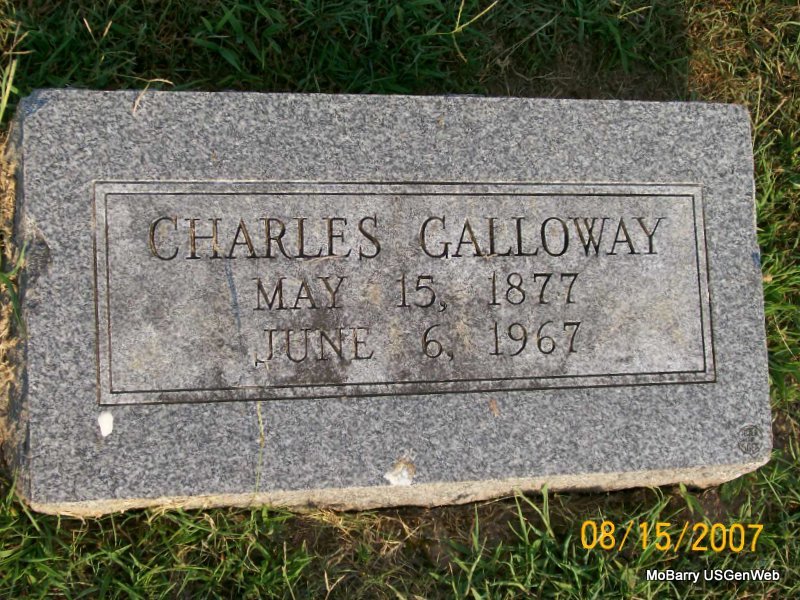 CHARLES GALLOWAY
MAY 15, 1877
JUNE 6, 1967
08/15/2007
MoBarry USGenWeb